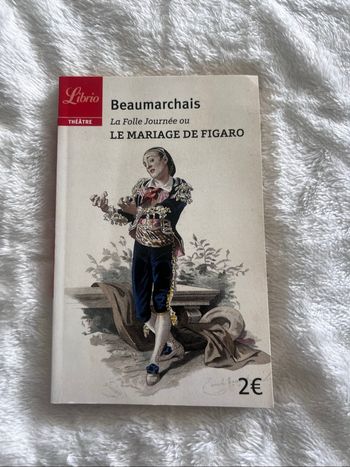 Librio
THÉÂTRE
Beaumarchais
La Folle Journée ou
LE MARIAGE DE FIGARO
2€